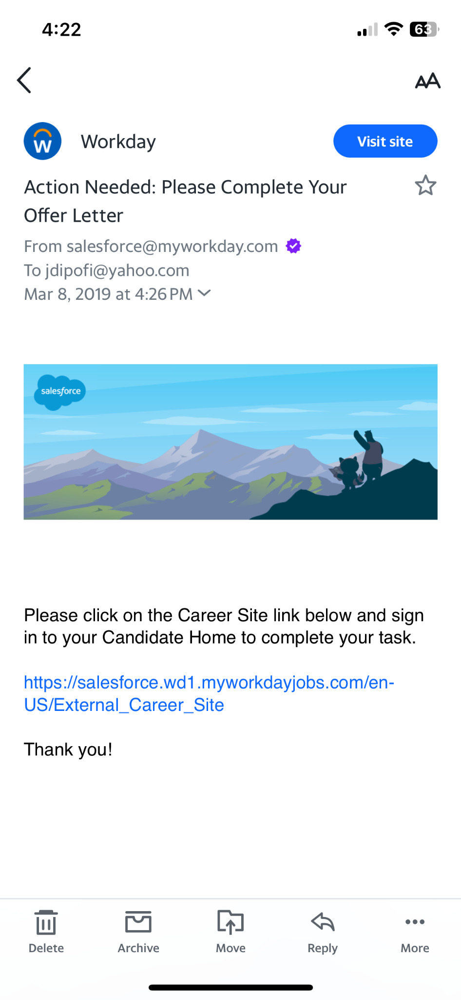 4:22
63
AA
W
Workday
Visit site
Action Needed: Please Complete Your
Offer Letter
From salesforce@myworkday.com
To jdipofi@yahoo.com
Mar 8, 2019 at 4:26 PM
salesforce
Please click on the Career Site link below and sign
in to your Candidate Home to complete your task.
https://salesforce.wd1.myworkdayjobs.com/en-
US/External_Career_Site
Thank you!
Delete
Archive
Move
Reply
More